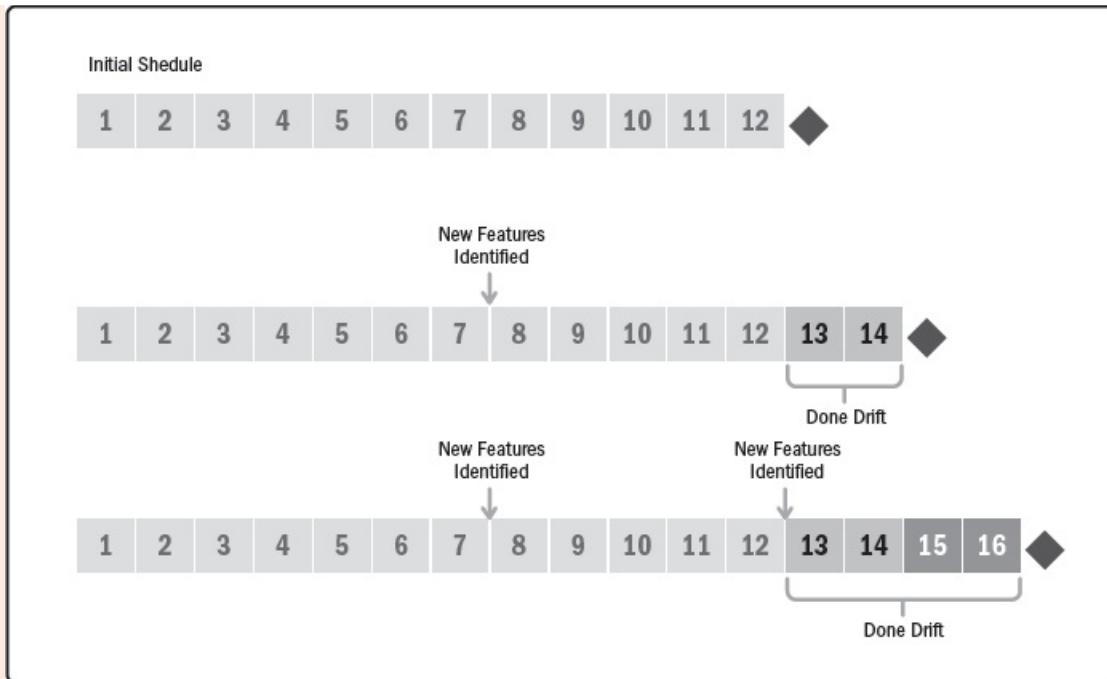 Initial Shedule
1 2 3 4 5 6 7 8 9 10 11 12
New Features
Identified
1 2 3 4 5 6 7 8 9 10 11 12 13 14
Done Drift
New Features
Identified
New Features
Identified
1 2 3 4 5 6 7 8 9 10 11 12 13 14 15 16
Done Drift